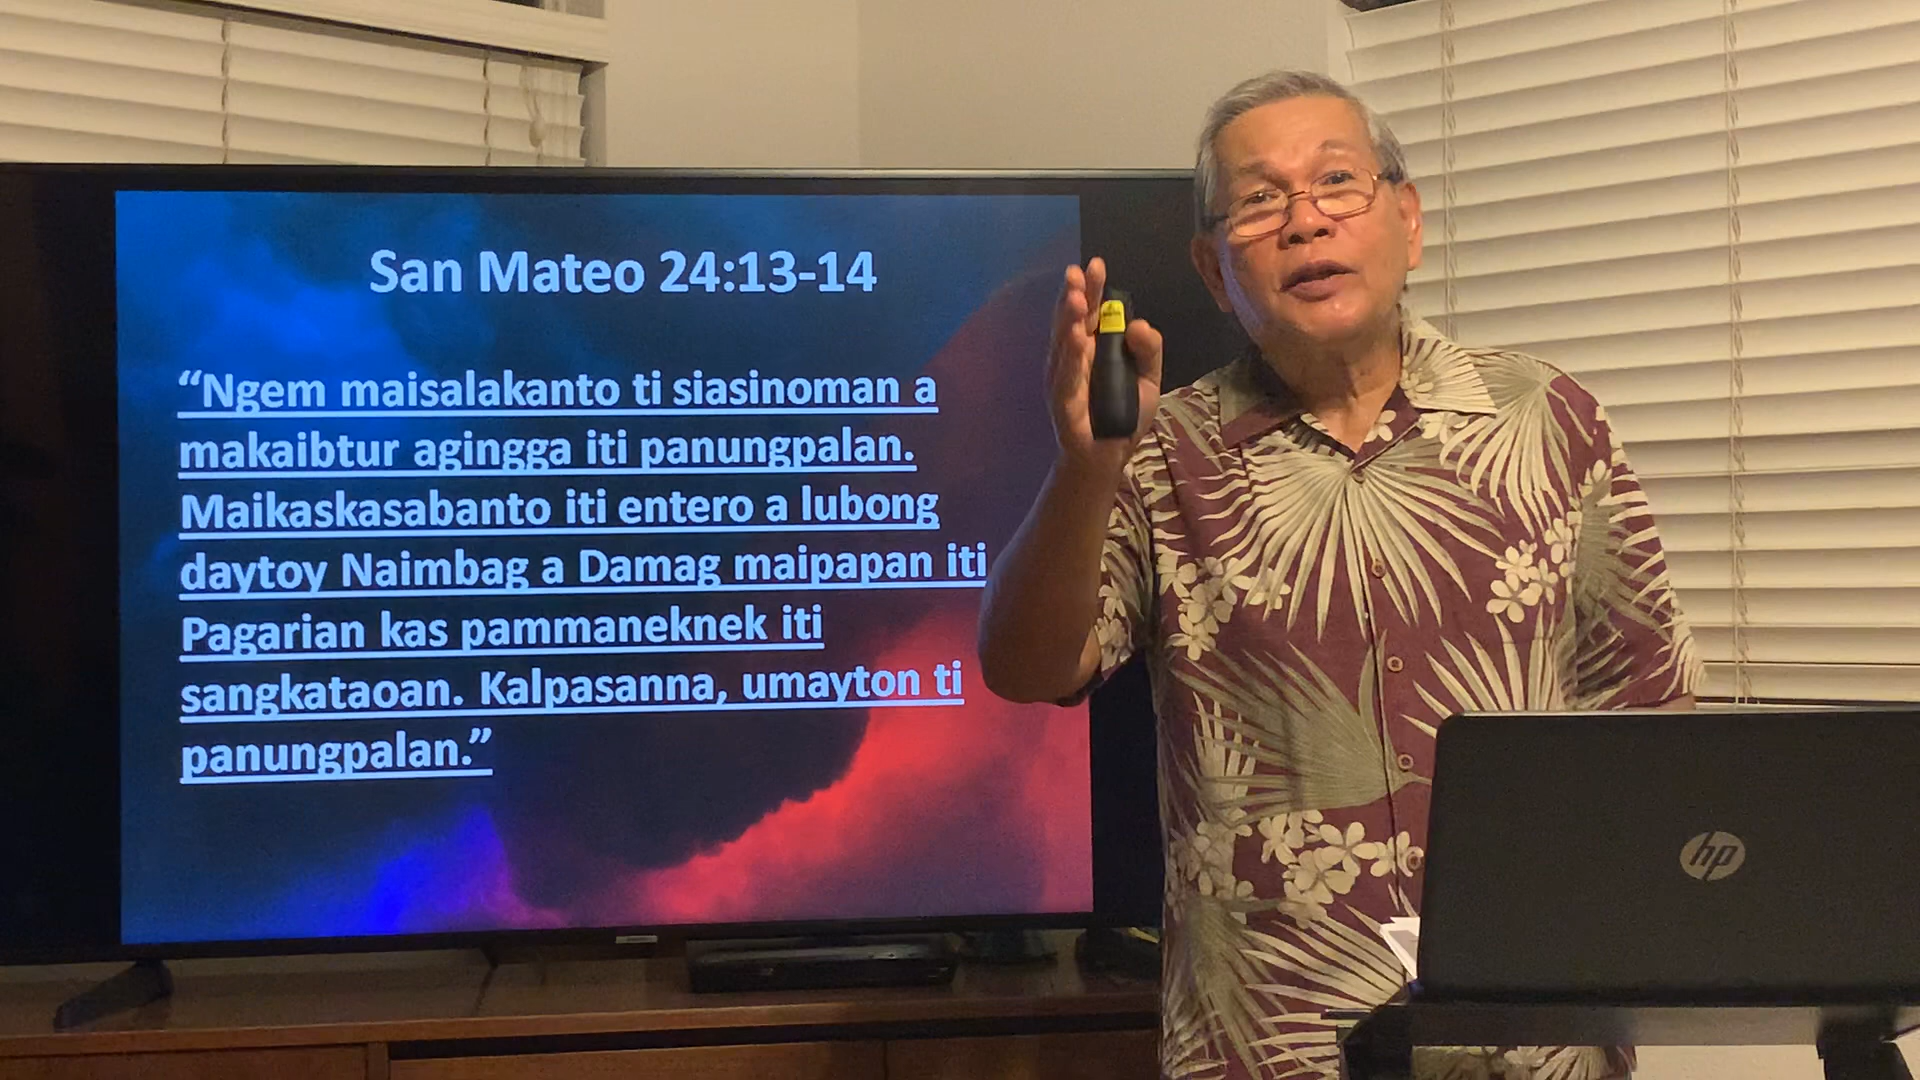 San Mateo 24:13-14
“Ngem maisalakanto ti siasinoman a
makaibtur agingga iti panungpalan.
Maikaskasabanto iti entero a lubong
daytoy Naimbag a Damag maipapan iti
Pagarian kas pammaneknek iti
sangkataoan. Kalpasanna, umayton ti
panungpalan.”
hp